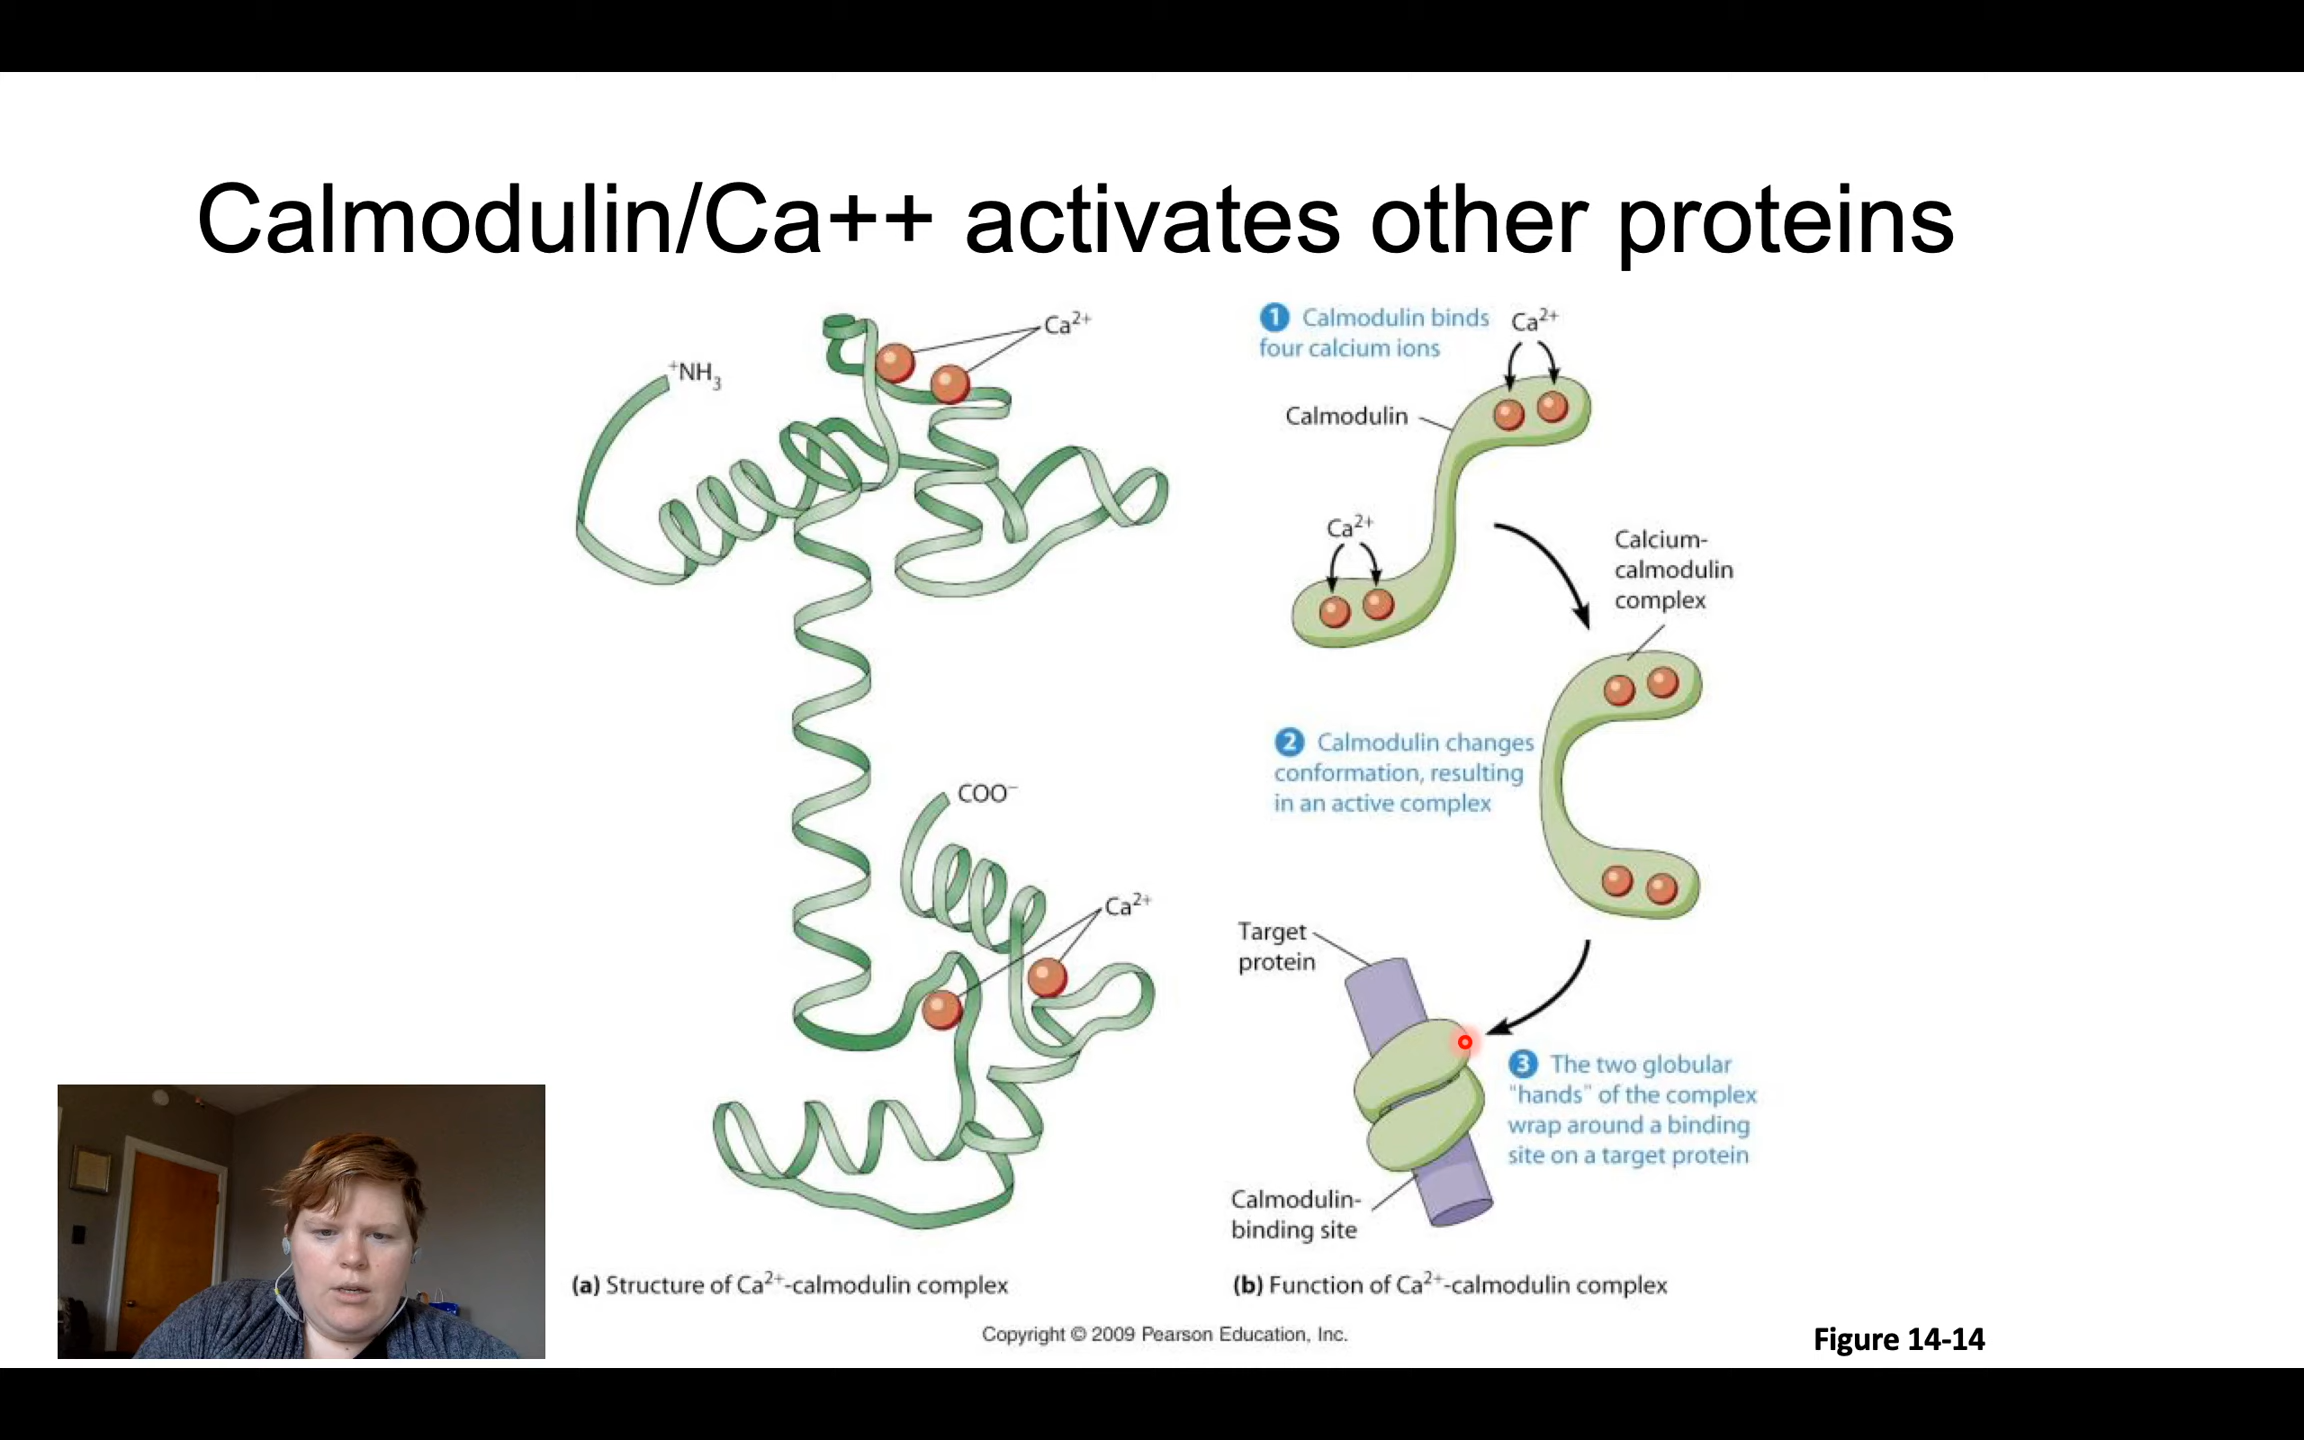 Calmodulin/Ca++ activates other proteins
Ca²⁺
⁺NH₃
COO⁻
Ca²⁺
(a) Structure of Ca²⁺-calmodulin complex
1 Calmodulin binds
four calcium ions
Ca²⁺
Calmodulin
Ca²⁺
Calcium-
calmodulin
complex
2 Calmodulin changes
conformation, resulting
in an active complex
Target
protein
3 The two globular
"hands" of the complex
wrap around a binding
site on a target protein
Calmodulin-
binding site
(b) Function of Ca²⁺-calmodulin complex
Copyright © 2009 Pearson Education, Inc.
Figure 14-14